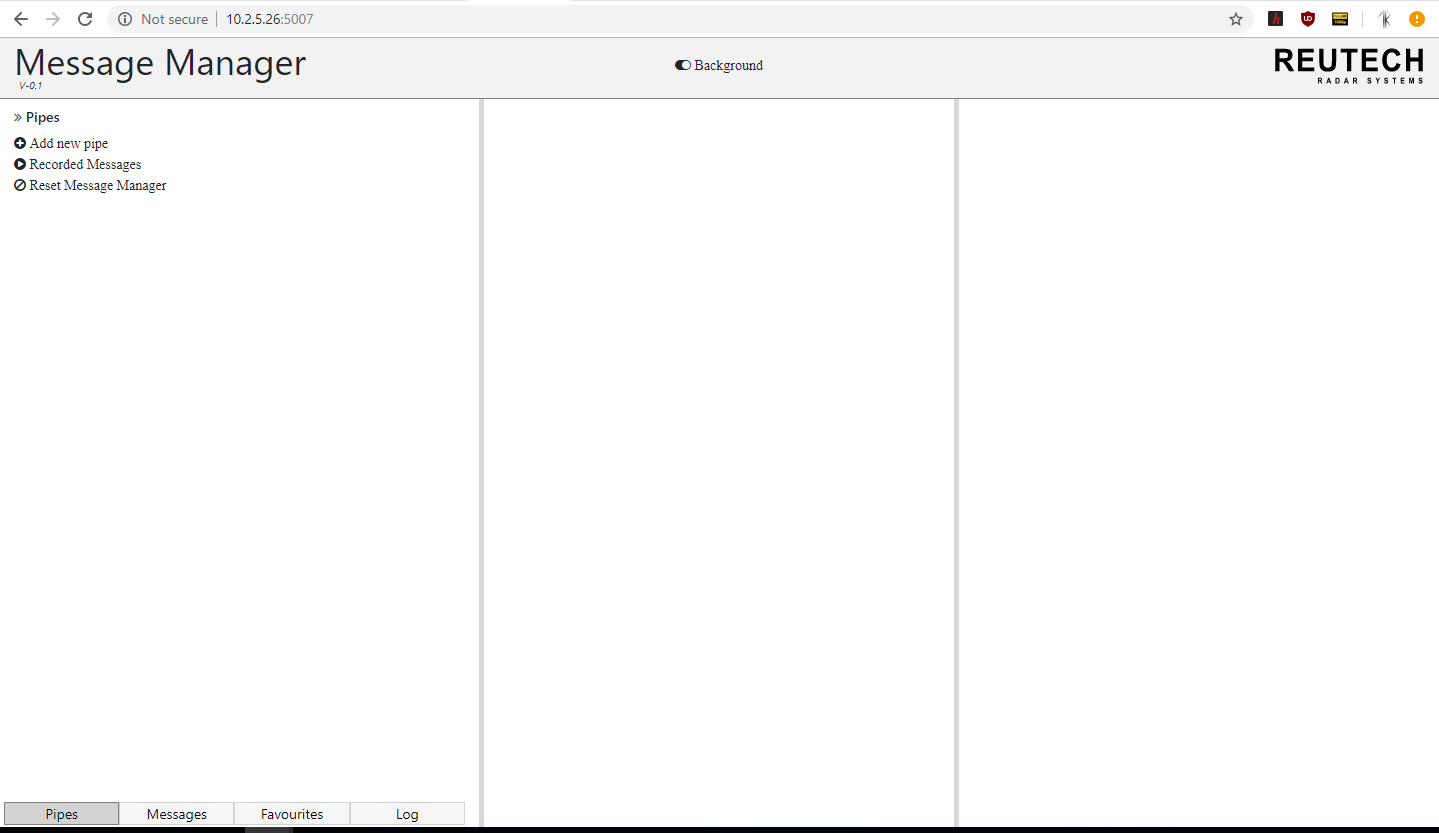 Not secure | 10.2.5.26:5007
Message Manager
V-0.1
Background
REUTECH
RADAR SYSTEMS
» Pipes
Add new pipe
Recorded Messages
Reset Message Manager
Pipes Messages Favourites Log